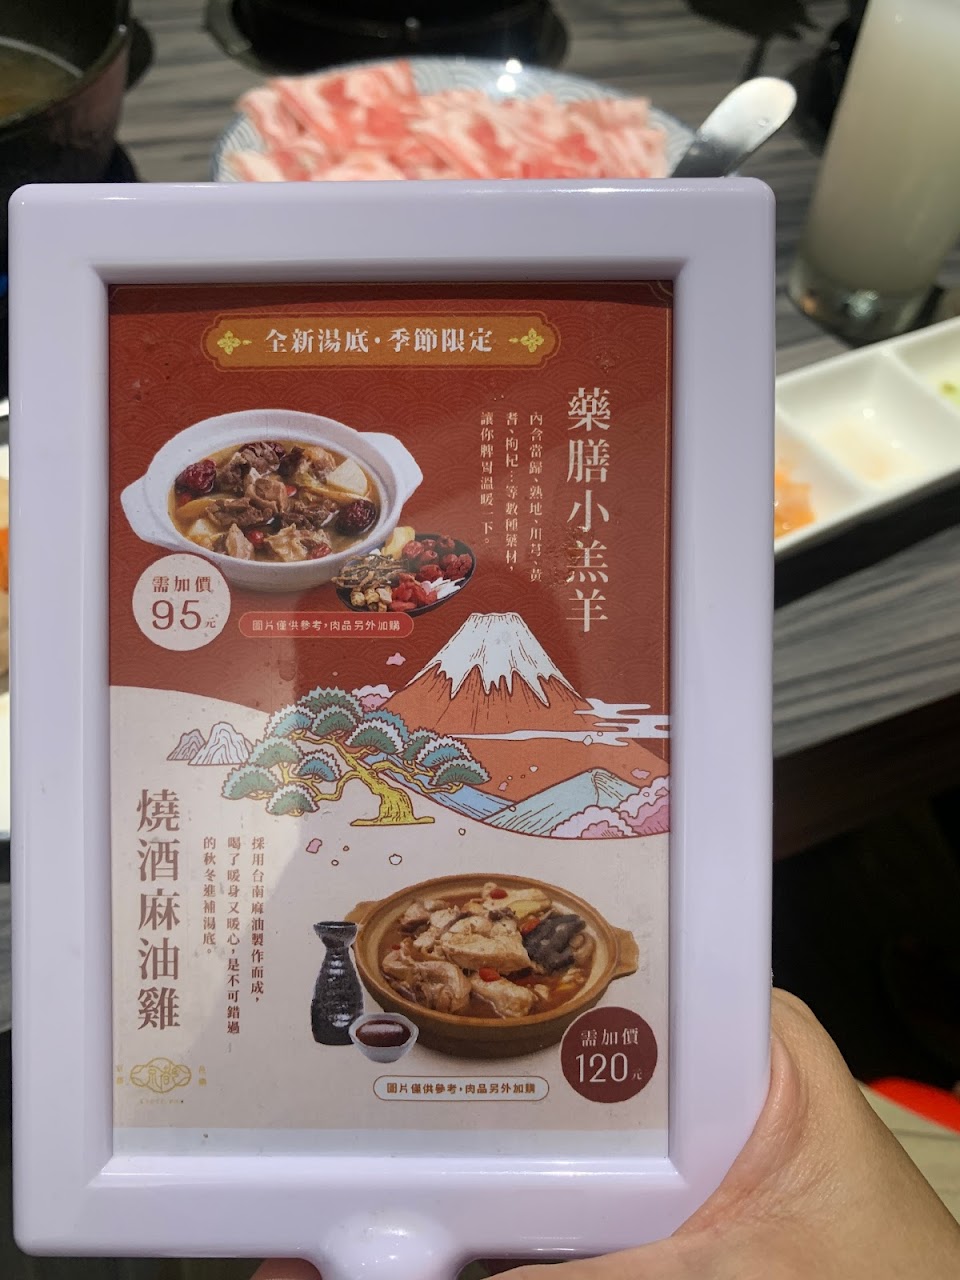 全新湯底·季節限定
藥膳小羔羊
內含當歸、熟地、川芎、黃
耆、枸杞…等數種藥材，
讓你脾胃溫暖一下。
需加價
95元
圖片僅供參考，肉品另外加購
燒酒麻油雞
採用台南麻油製作而成，
喝了暖身又暖心，是不可錯過
的秋冬進補湯底。
需加價
120元
圖片僅供參考，肉品另外加購